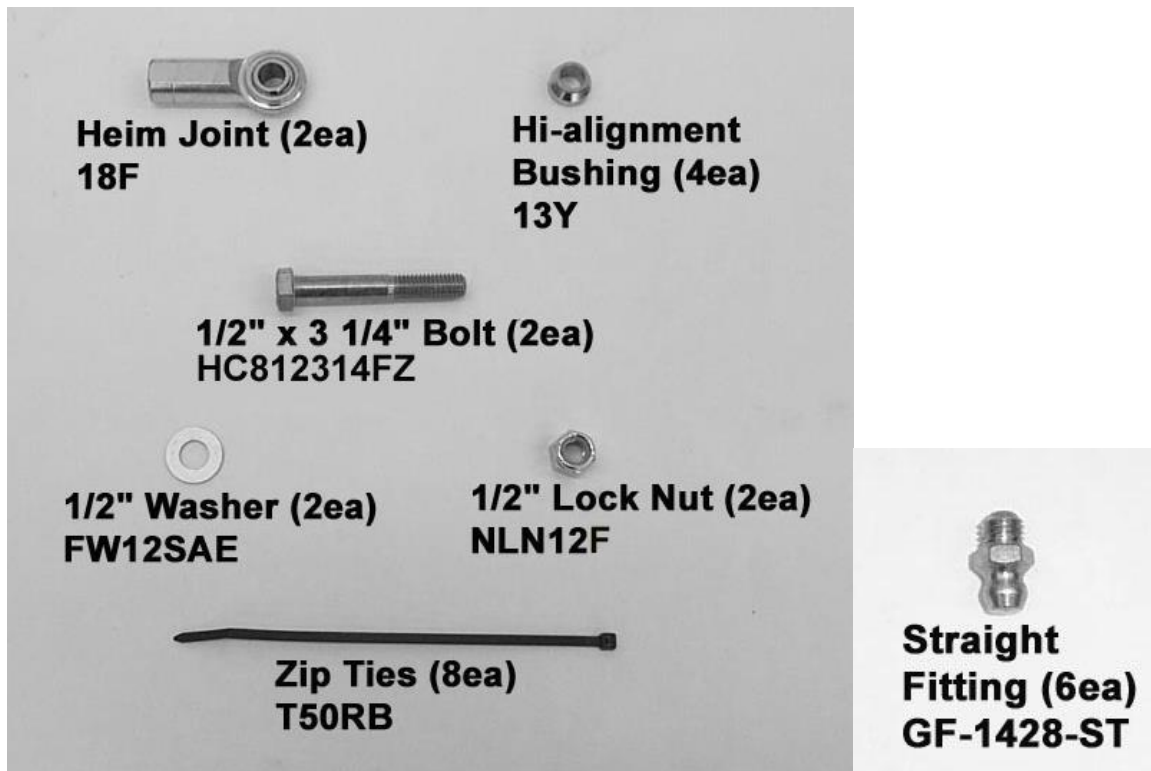 Heim Joint (2ea)
18F
Hi-alignment
Bushing (4ea)
13Y
1/2" x 3 1/4" Bolt (2ea)
HC812314FZ
1/2" Washer (2ea)
FW12SAE
1/2" Lock Nut (2ea)
NLN12F
Zip Ties (8ea)
T50RB
Straight
Fitting (6ea)
GF-1428-ST